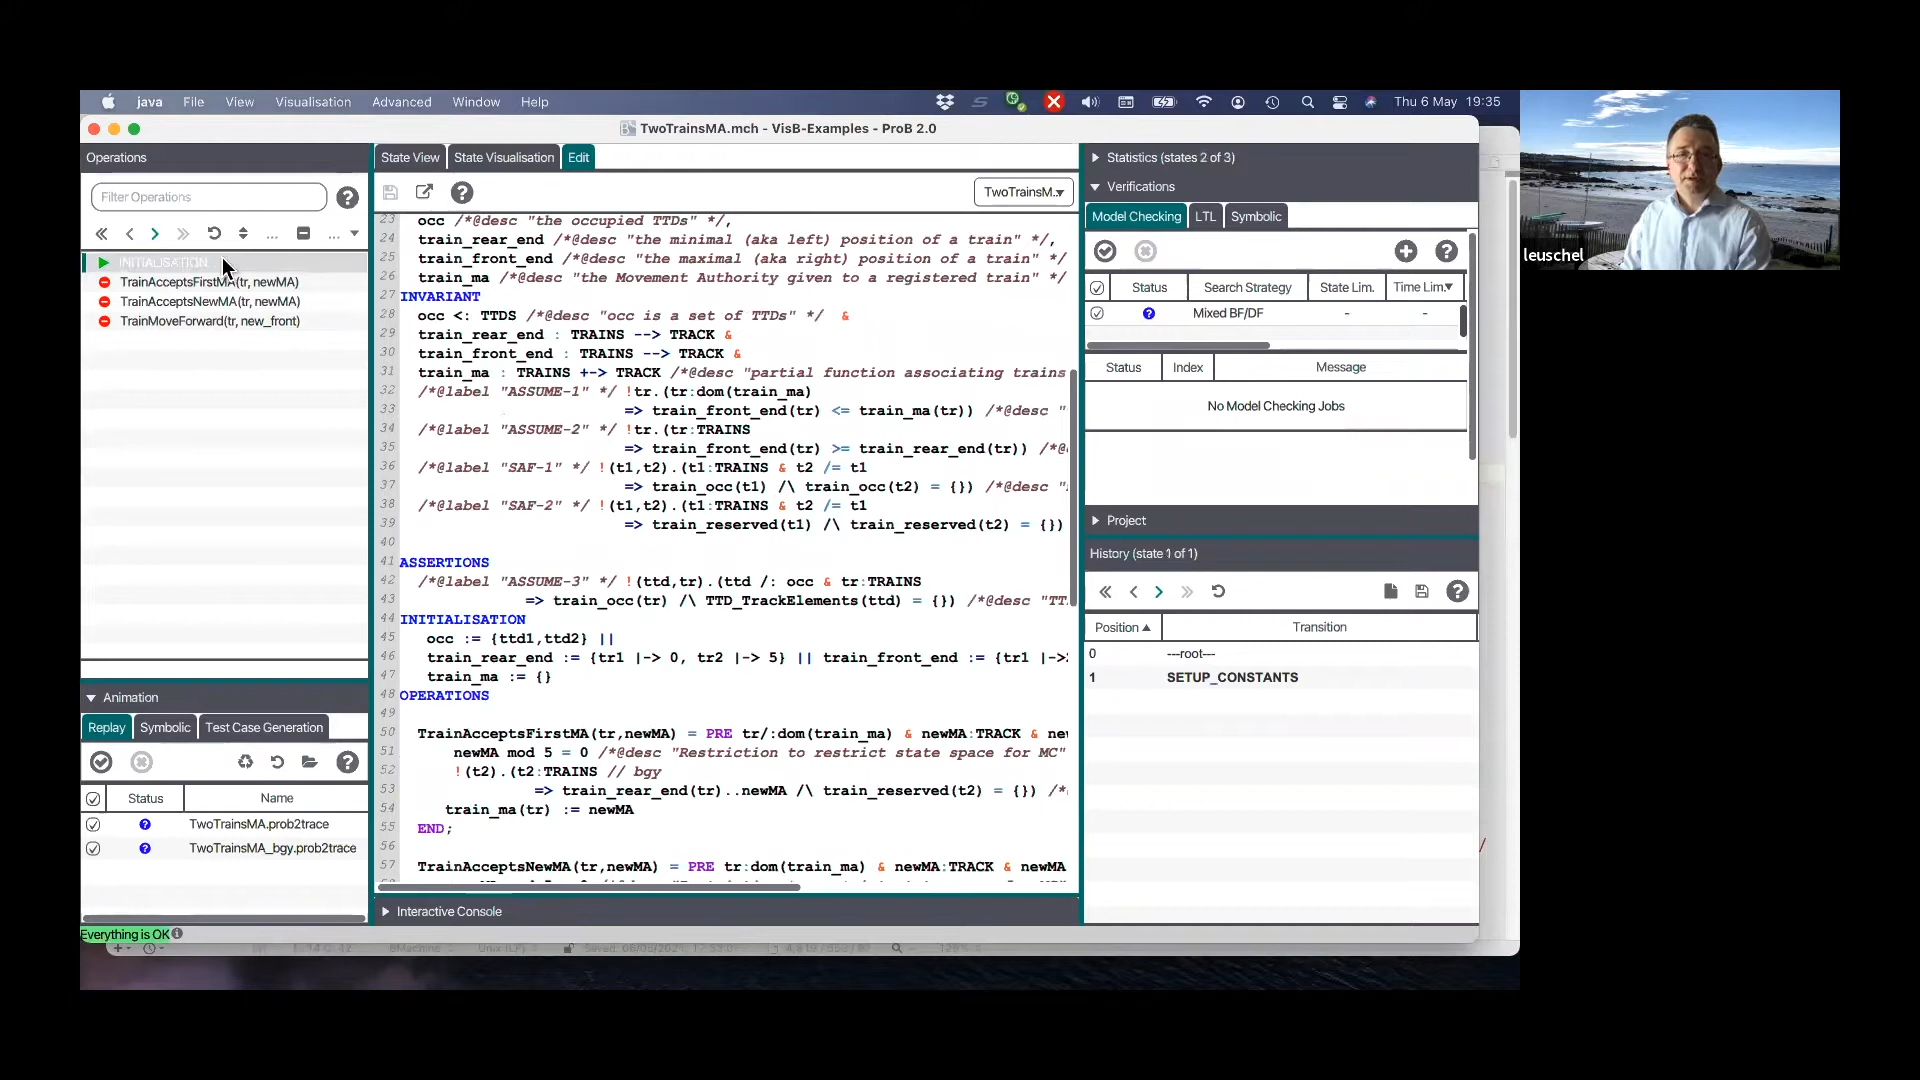 java File View Visualisation Advanced Window Help Thu 6 May 19:35
TwoTrainsMA.mch - VisB-Examples - ProB 2.0
Operations
Filter Operations
INITIALISATION
TrainAcceptsFirstMA(tr, newMA)
TrainAcceptsNewMA(tr, newMA)
TrainMoveForward(tr, new_front)
Animation
Replay Symbolic Test Case Generation
Status Name
TwoTrainsMA.prob2trace
TwoTrainsMA_bgy.prob2trace
Everything is OK
State View State Visualisation Edit
TwoTrainsM...
23 occ /*@desc "the occupied TTDs" */,
24 train_rear_end /*@desc "the minimal (aka left) position of a train" */,
25 train_front_end /*@desc "the maximal (aka right) position of a train" */
26 train_ma /*@desc "the Movement Authority given to a registered train" */
27 INVARIANT
28 occ <: TTDS /*@desc "occ is a set of TTDs" */ &
29 train_rear_end : TRAINS --> TRACK &
30 train_front_end : TRAINS --> TRACK &
31 train_ma : TRAINS +-> TRACK /*@desc "partial function associating trains
32 /*@label "ASSUME-1" */ !tr.(tr:dom(train_ma)
33 => train_front_end(tr) <= train_ma(tr)) /*@desc "
34 /*@label "ASSUME-2" */ !tr.(tr:TRAINS
35 => train_front_end(tr) >= train_rear_end(tr)) /*@
36 /*@label "SAF-1" */ !(t1,t2).(t1:TRAINS & t2 /= t1
37 => train_occ(t1) /\ train_occ(t2) = {}) /*@desc "
38 /*@label "SAF-2" */ !(t1,t2).(t1:TRAINS & t2 /= t1
39 => train_reserved(t1) /\ train_reserved(t2) = {})
40
41 ASSERTIONS
42 /*@label "ASSUME-3" */ !(ttd,tr).(ttd /: occ & tr:TRAINS
43 => train_occ(tr) /\ TTD_TrackElements(ttd) = {}) /*@desc "TT
44 INITIALISATION
45 occ := {ttd1,ttd2} ||
46 train_rear_end := {tr1 |-> 0, tr2 |-> 5} || train_front_end := {tr1 |->
47 train_ma := {}
48 OPERATIONS
49
50 TrainAcceptsFirstMA(tr,newMA) = PRE tr/:dom(train_ma) & newMA:TRACK & ne
51 newMA mod 5 = 0 /*@desc "Restriction to restrict state space for MC"
52 !(t2).(t2:TRAINS // bgy
53 => train_rear_end(tr)..newMA /\ train_reserved(t2) = {}) /*
54 train_ma(tr) := newMA
55 END;
56
57 TrainAcceptsNewMA(tr,newMA) = PRE tr:dom(train_ma) & newMA:TRACK & newMA
Interactive Console
Statistics (states 2 of 3)
Verifications
Model Checking LTL Symbolic
Status Search Strategy State Lim. Time Lim.
Mixed BF/DF - -
Status Index Message
No Model Checking Jobs
Project
History (state 1 of 1)
Position Transition
0 ---root---
1 SETUP_CONSTANTS
leuschel